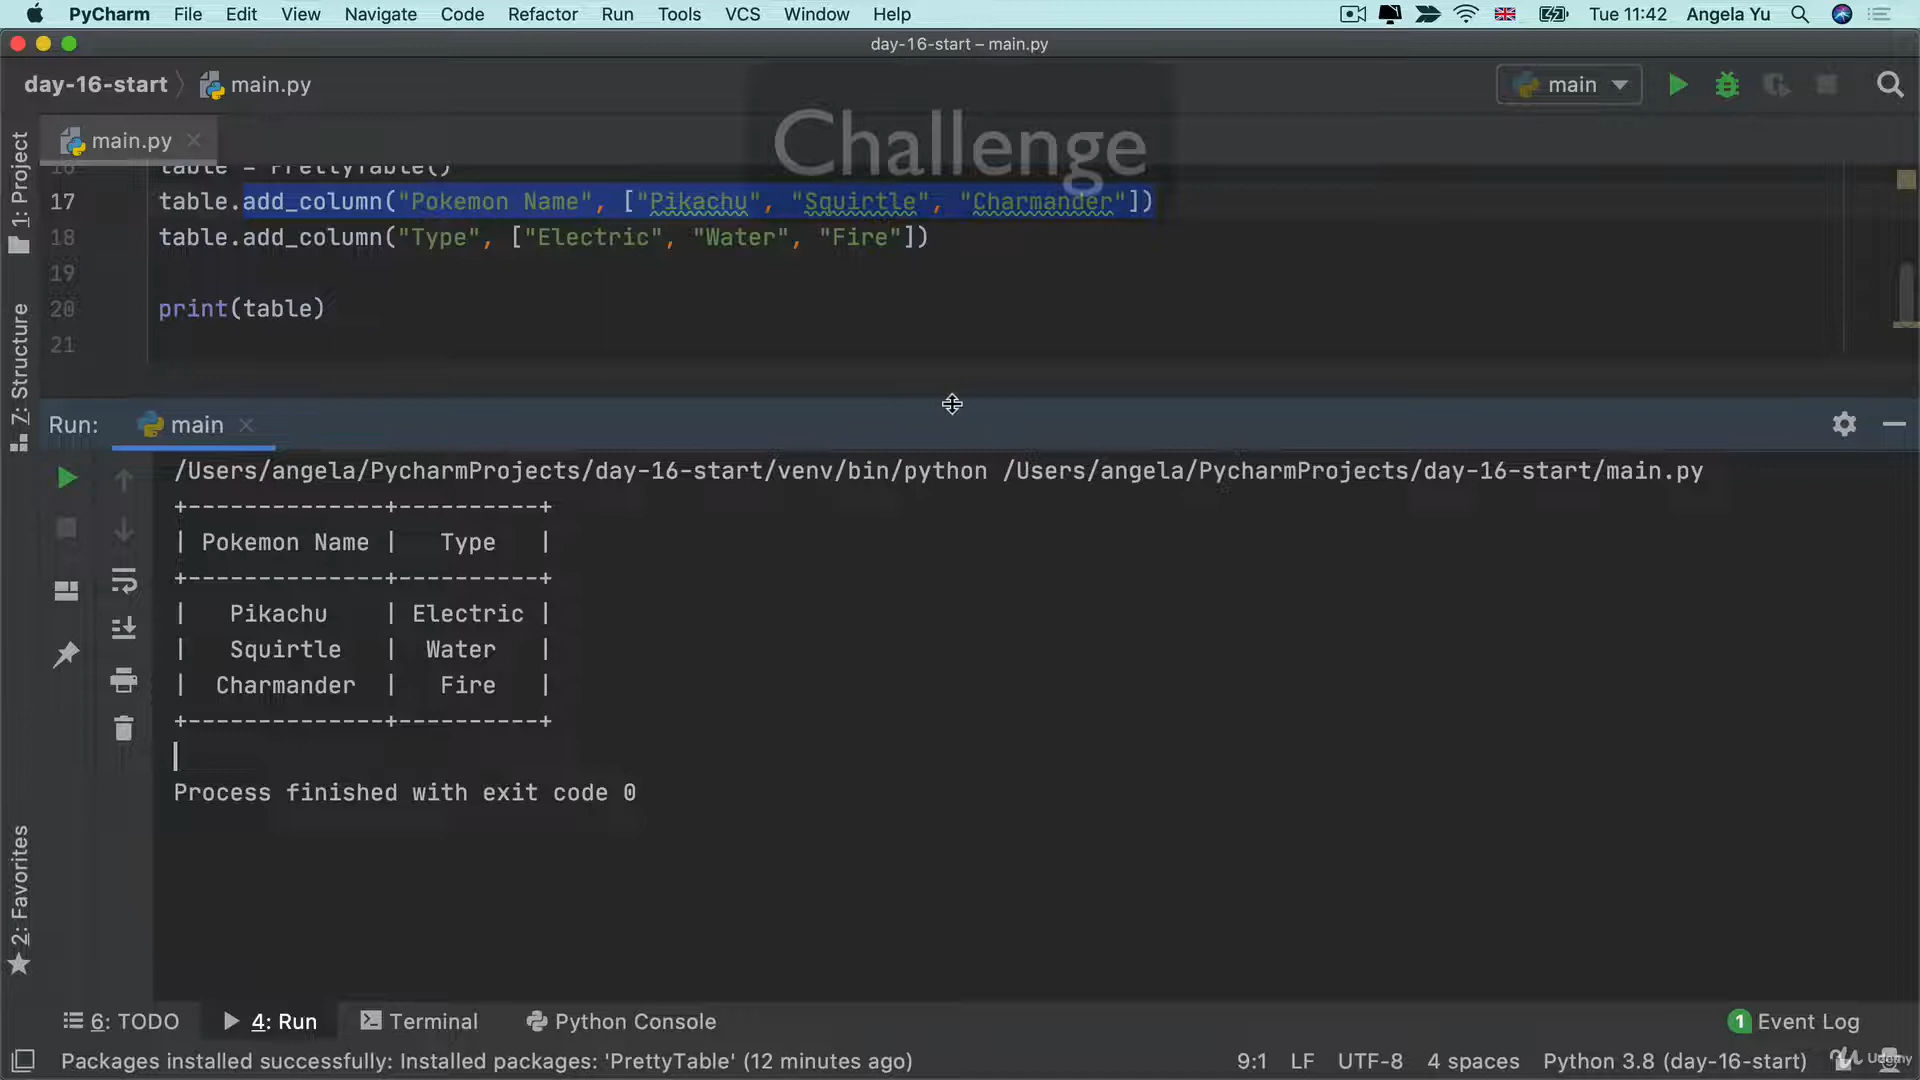 PyCharm File Edit View Navigate Code Refactor Run Tools VCS Window Help Tue 11:42 Angela Yu
day-16-start – main.py
day-16-start main.py main
Challenge
1: Project
main.py
16 table = PrettyTable()
17 table.add_column("Pokemon Name", ["Pikachu", "Squirtle", "Charmander"])
18 table.add_column("Type", ["Electric", "Water", "Fire"])
19
20 print(table)
21
7: Structure
Run: main
/Users/angela/PycharmProjects/day-16-start/venv/bin/python /Users/angela/PycharmProjects/day-16-start/main.py
+--------------+----------+
| Pokemon Name |   Type   |
+--------------+----------+
|   Pikachu    | Electric |
|   Squirtle   |  Water   |
|  Charmander  |   Fire   |
+--------------+----------+
Process finished with exit code 0
2: Favorites
6: TODO 4: Run Terminal Python Console 1 Event Log
Packages installed successfully: Installed packages: 'PrettyTable' (12 minutes ago) 9:1 LF UTF-8 4 spaces Python 3.8 (day-16-start) Udemy